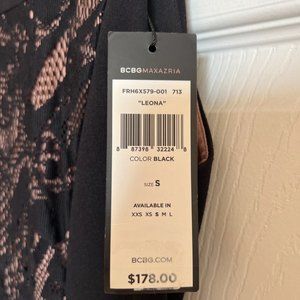 BCBGMAXAZRIA
FRH6X579-001 713
"LEONA"
8 87398 32224 8
COLOR BLACK
SIZE S
AVAILABLE IN
XXS XS S M L
BCBG.COM
$178.00